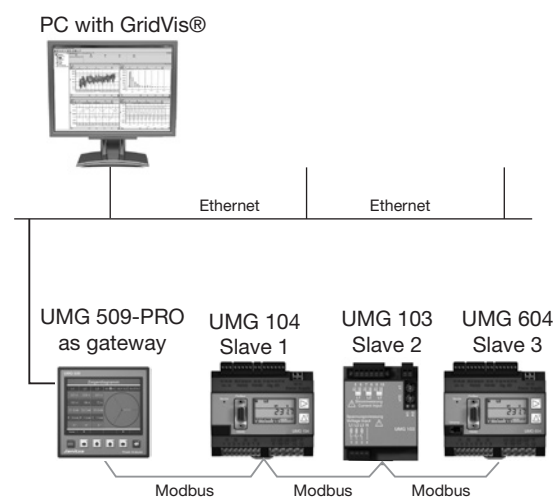 PC with GridVis®
Ethernet
Ethernet
UMG 509-PRO
as gateway
UMG 104
Slave 1
UMG 103
Slave 2
UMG 604
Slave 3
Modbus
Modbus
Modbus